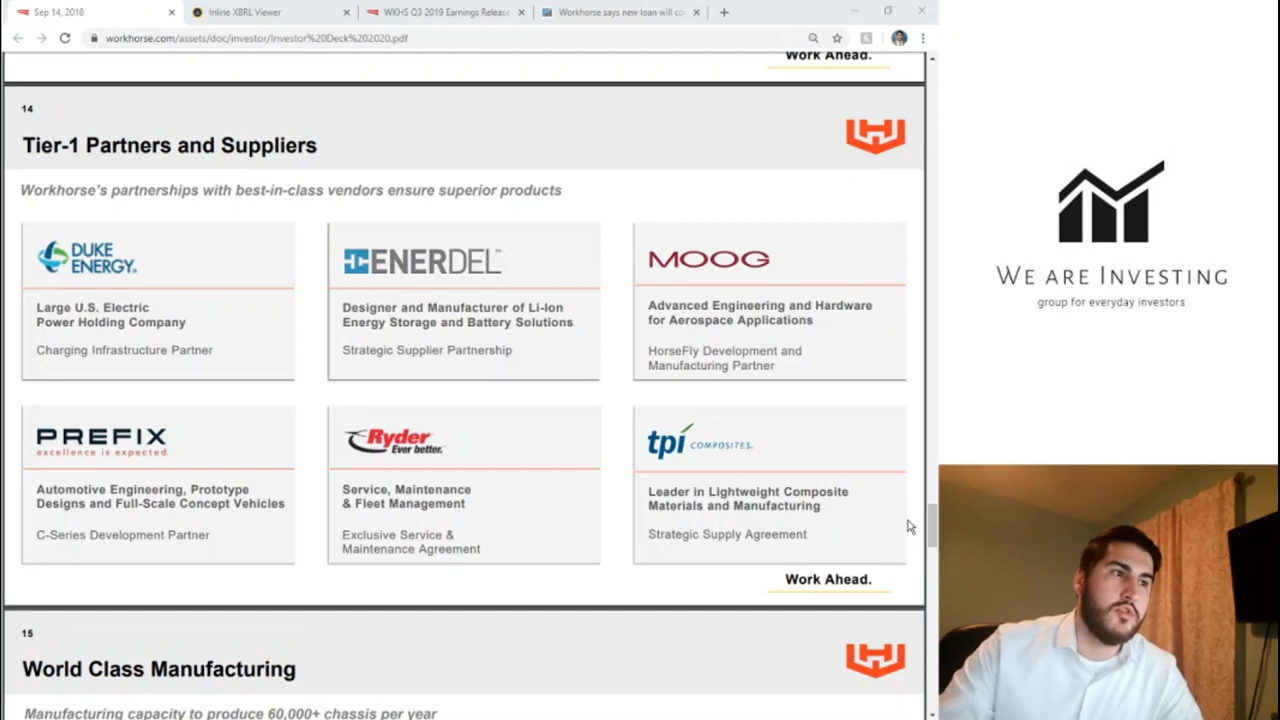 Sep 14, 2018
Inline XBRL Viewer
WKHS Q3 2019 Earnings Release
Workhorse says new loan will co
workhorse.com/assets/doc/investor/Investor%20Deck%202020.pdf
Work Ahead.
14
Tier-1 Partners and Suppliers
Workhorse's partnerships with best-in-class vendors ensure superior products
DUKE
ENERGY.
Large U.S. Electric
Power Holding Company
Charging Infrastructure Partner
ENERDEL™
Designer and Manufacturer of Li-Ion
Energy Storage and Battery Solutions
Strategic Supplier Partnership
MOOG
Advanced Engineering and Hardware
for Aerospace Applications
HorseFly Development and
Manufacturing Partner
PREFIX
excellence is expected.
Automotive Engineering, Prototype
Designs and Full-Scale Concept Vehicles
C-Series Development Partner
Ryder
Ever better.™
Service, Maintenance
& Fleet Management
Exclusive Service &
Maintenance Agreement
tpi COMPOSITES.
Leader in Lightweight Composite
Materials and Manufacturing
Strategic Supply Agreement
Work Ahead.
15
World Class Manufacturing
Manufacturing capacity to produce 60,000+ chassis per year
WE ARE INVESTING
group for everyday investors